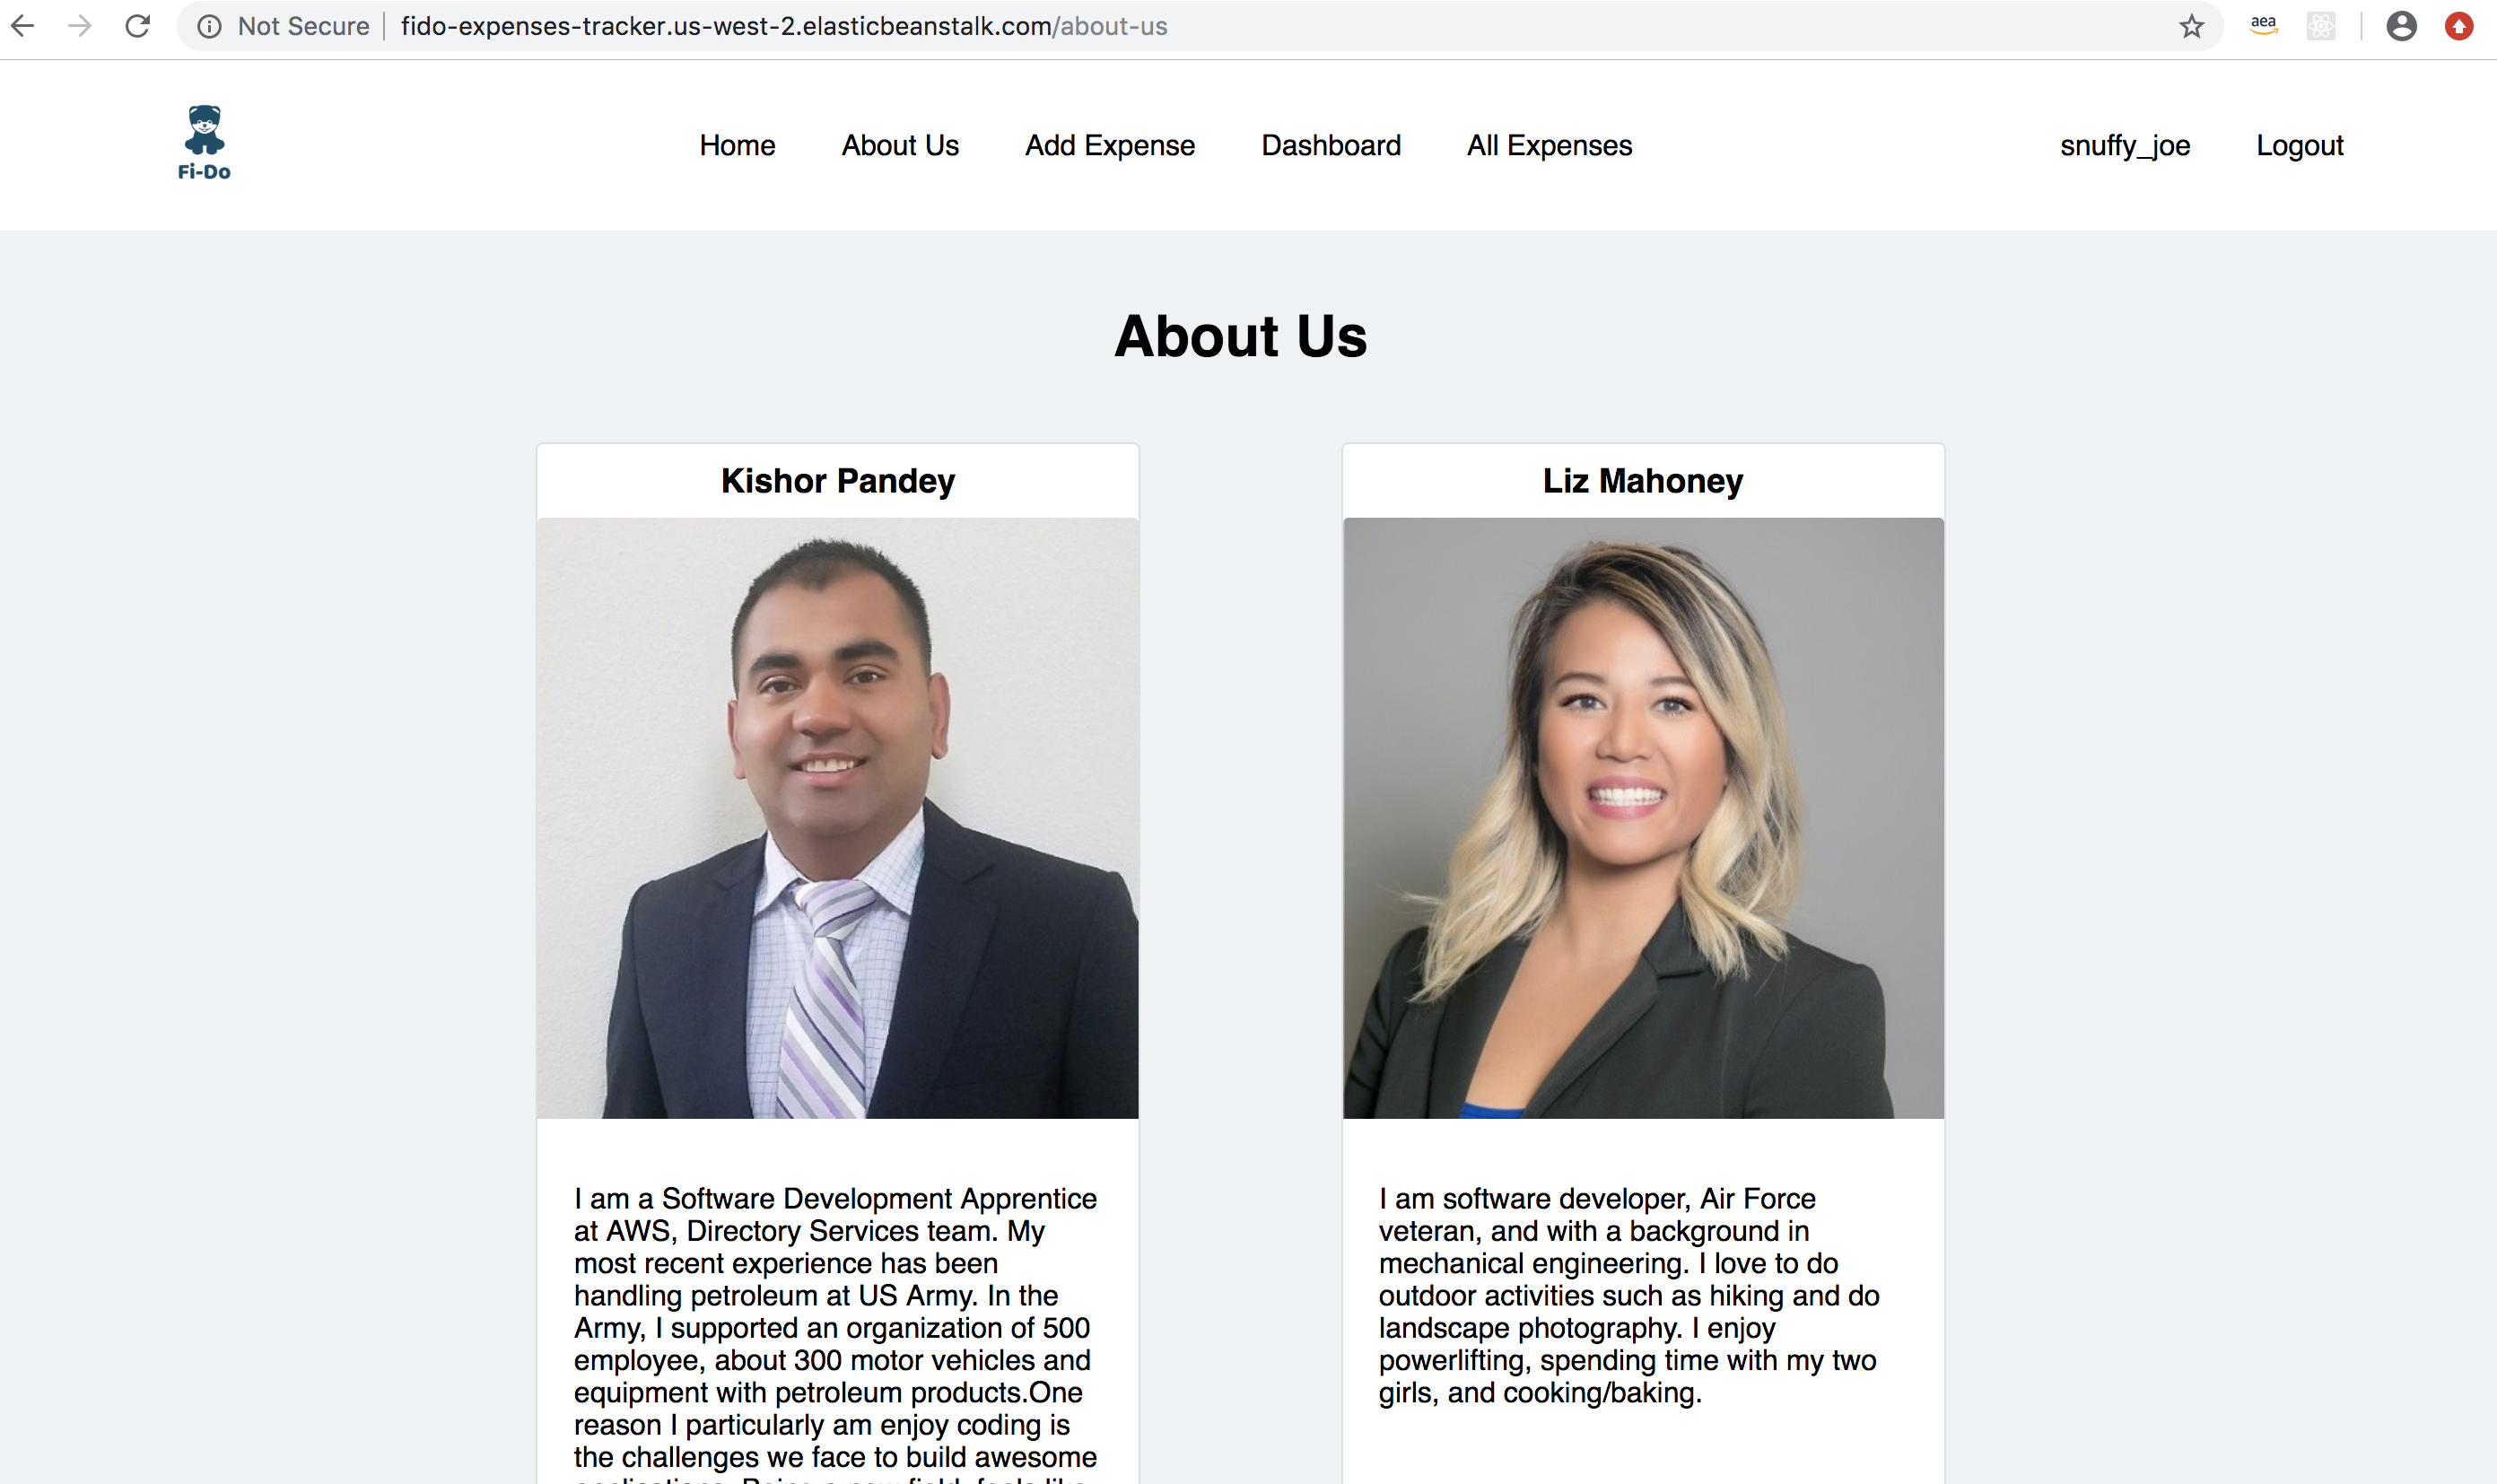 Not Secure fido-expenses-tracker.us-west-2.elasticbeanstalk.com/about-us aea
Fi-Do
Home About Us Add Expense Dashboard All Expenses snuffy_joe Logout
About Us
Kishor Pandey
I am a Software Development Apprentice
at AWS, Directory Services team. My
most recent experience has been
handling petroleum at US Army. In the
Army, I supported an organization of 500
employee, about 300 motor vehicles and
equipment with petroleum products.One
reason I particularly am enjoy coding is
the challenges we face to build awesome
Liz Mahoney
I am software developer, Air Force
veteran, and with a background in
mechanical engineering. I love to do
outdoor activities such as hiking and do
landscape photography. I enjoy
powerlifting, spending time with my two
girls, and cooking/baking.